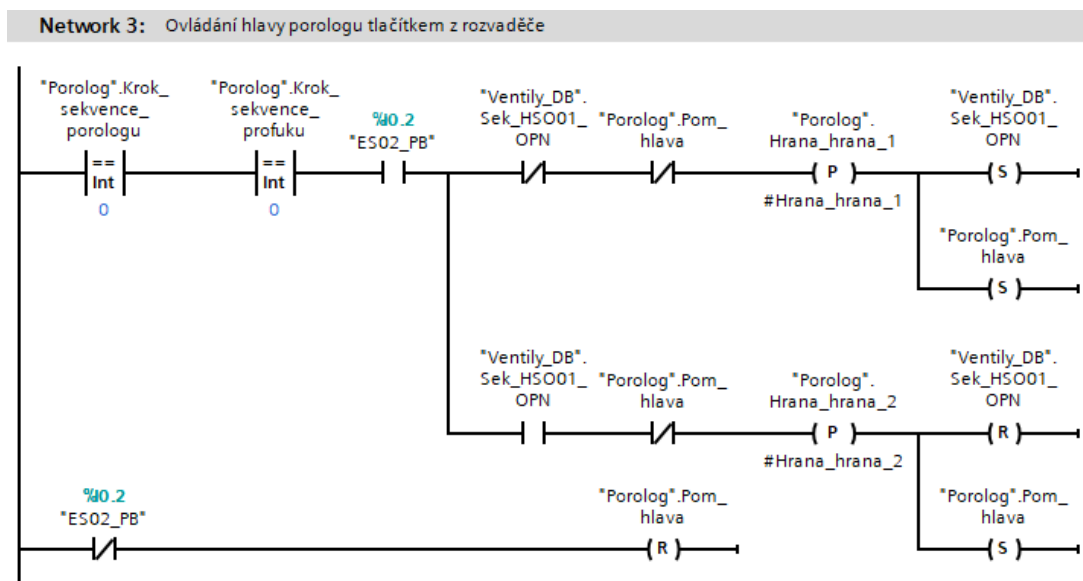 Network 3: Ovládání hlavy porologu tlačítkem z rozvaděče
"Porolog".Krok_
sekvence_
porologu
==
Int
0
"Porolog".Krok_
sekvence_
profuku
==
Int
0
%I0.2
"ES02_PB"
"Ventily_DB".
Sek_HSO01_
OPN
"Porolog".Pom_
hlava
"Porolog".
Hrana_hrana_1
P
#Hrana_hrana_1
"Ventily_DB".
Sek_HSO01_
OPN
S
"Porolog".Pom_
hlava
S
"Ventily_DB".
Sek_HSO01_
OPN
"Porolog".Pom_
hlava
"Porolog".
Hrana_hrana_2
P
#Hrana_hrana_2
"Ventily_DB".
Sek_HSO01_
OPN
R
"Porolog".Pom_
hlava
S
%I0.2
"ES02_PB"
"Porolog".Pom_
hlava
R